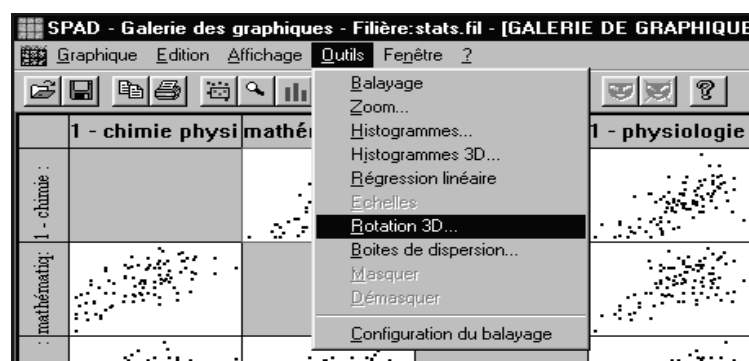 SPAD - Galerie des graphiques - Filière:stats.fil - [GALERIE DE GRAPHIQUE
Graphique Edition Affichage Outils Fenêtre ?
Balayage
Zoom...
Histogrammes...
Histogrammes 3D...
Régression linéaire
Echelles
Rotation 3D...
Boites de dispersion...
Masquer
Démasquer
Configuration du balayage
1 - chimie physi mathé 1 - physiologie
1 - chimie :
: mathématiq: